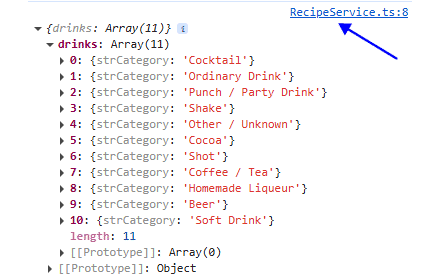 RecipeService.ts:8
{drinks: Array(11)} i
drinks: Array(11)
0: {strCategory: 'Cocktail'}
1: {strCategory: 'Ordinary Drink'}
2: {strCategory: 'Punch / Party Drink'}
3: {strCategory: 'Shake'}
4: {strCategory: 'Other / Unknown'}
5: {strCategory: 'Cocoa'}
6: {strCategory: 'Shot'}
7: {strCategory: 'Coffee / Tea'}
8: {strCategory: 'Homemade Liqueur'}
9: {strCategory: 'Beer'}
10: {strCategory: 'Soft Drink'}
length: 11
[[Prototype]]: Array(0)
[[Prototype]]: Object